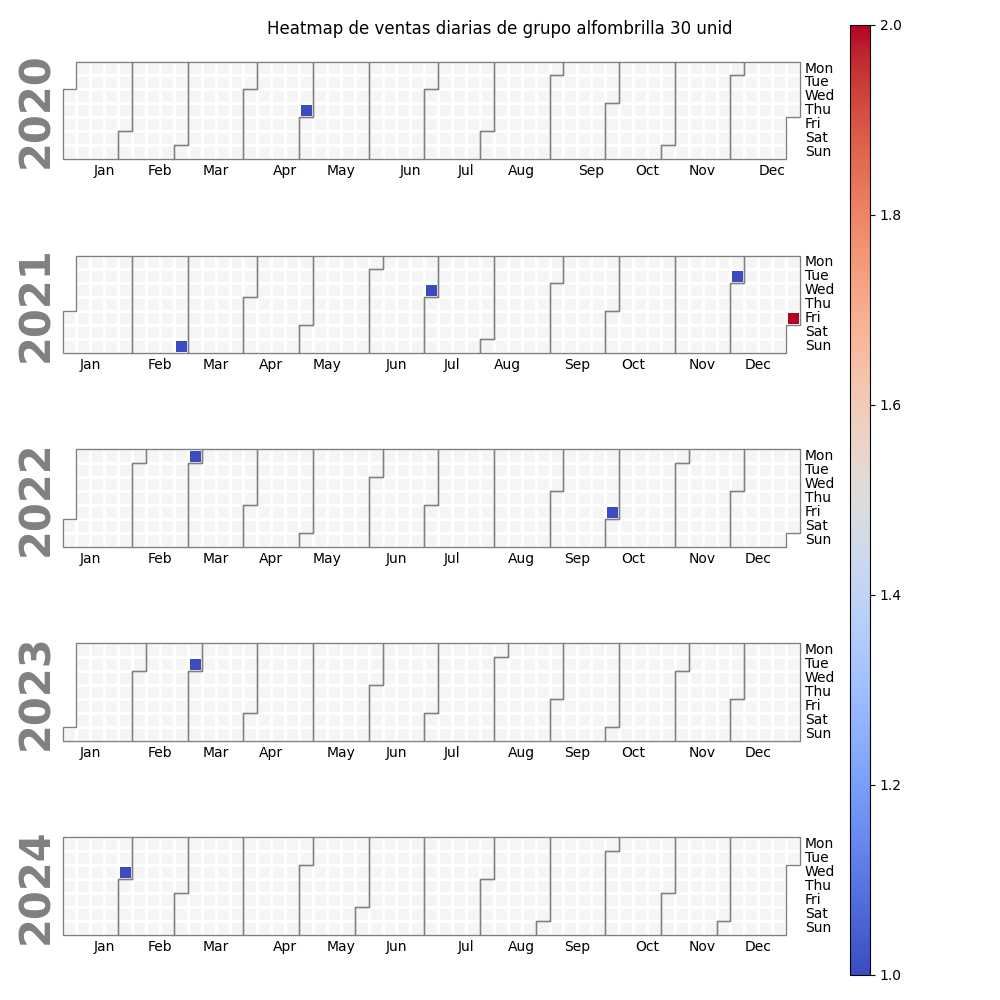 Heatmap de ventas diarias de grupo alfombrilla 30 unid
2020
Mon
Tue
Wed
Thu
Fri
Sat
Sun
Jan Feb Mar Apr May Jun Jul Aug Sep Oct Nov Dec
2021
Mon
Tue
Wed
Thu
Fri
Sat
Sun
Jan Feb Mar Apr May Jun Jul Aug Sep Oct Nov Dec
2022
Mon
Tue
Wed
Thu
Fri
Sat
Sun
Jan Feb Mar Apr May Jun Jul Aug Sep Oct Nov Dec
2023
Mon
Tue
Wed
Thu
Fri
Sat
Sun
Jan Feb Mar Apr May Jun Jul Aug Sep Oct Nov Dec
2024
Mon
Tue
Wed
Thu
Fri
Sat
Sun
Jan Feb Mar Apr May Jun Jul Aug Sep Oct Nov Dec
2.0
1.8
1.6
1.4
1.2
1.0